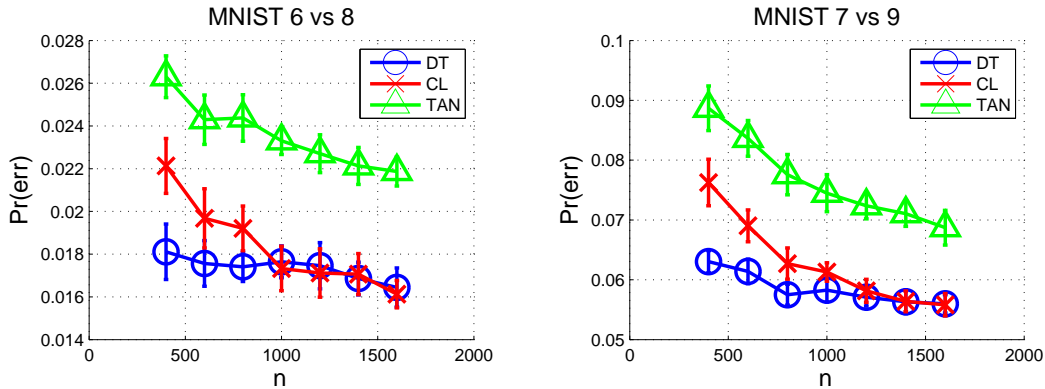 MNIST 6 vs 8
0.028
0.026
0.024
0.022
0.02
0.018
0.016
0.014
Pr(err)
0
500
1000
1500
2000
n
DT
CL
TAN
MNIST 7 vs 9
0.1
0.09
0.08
0.07
0.06
0.05
Pr(err)
0
500
1000
1500
2000
n
DT
CL
TAN